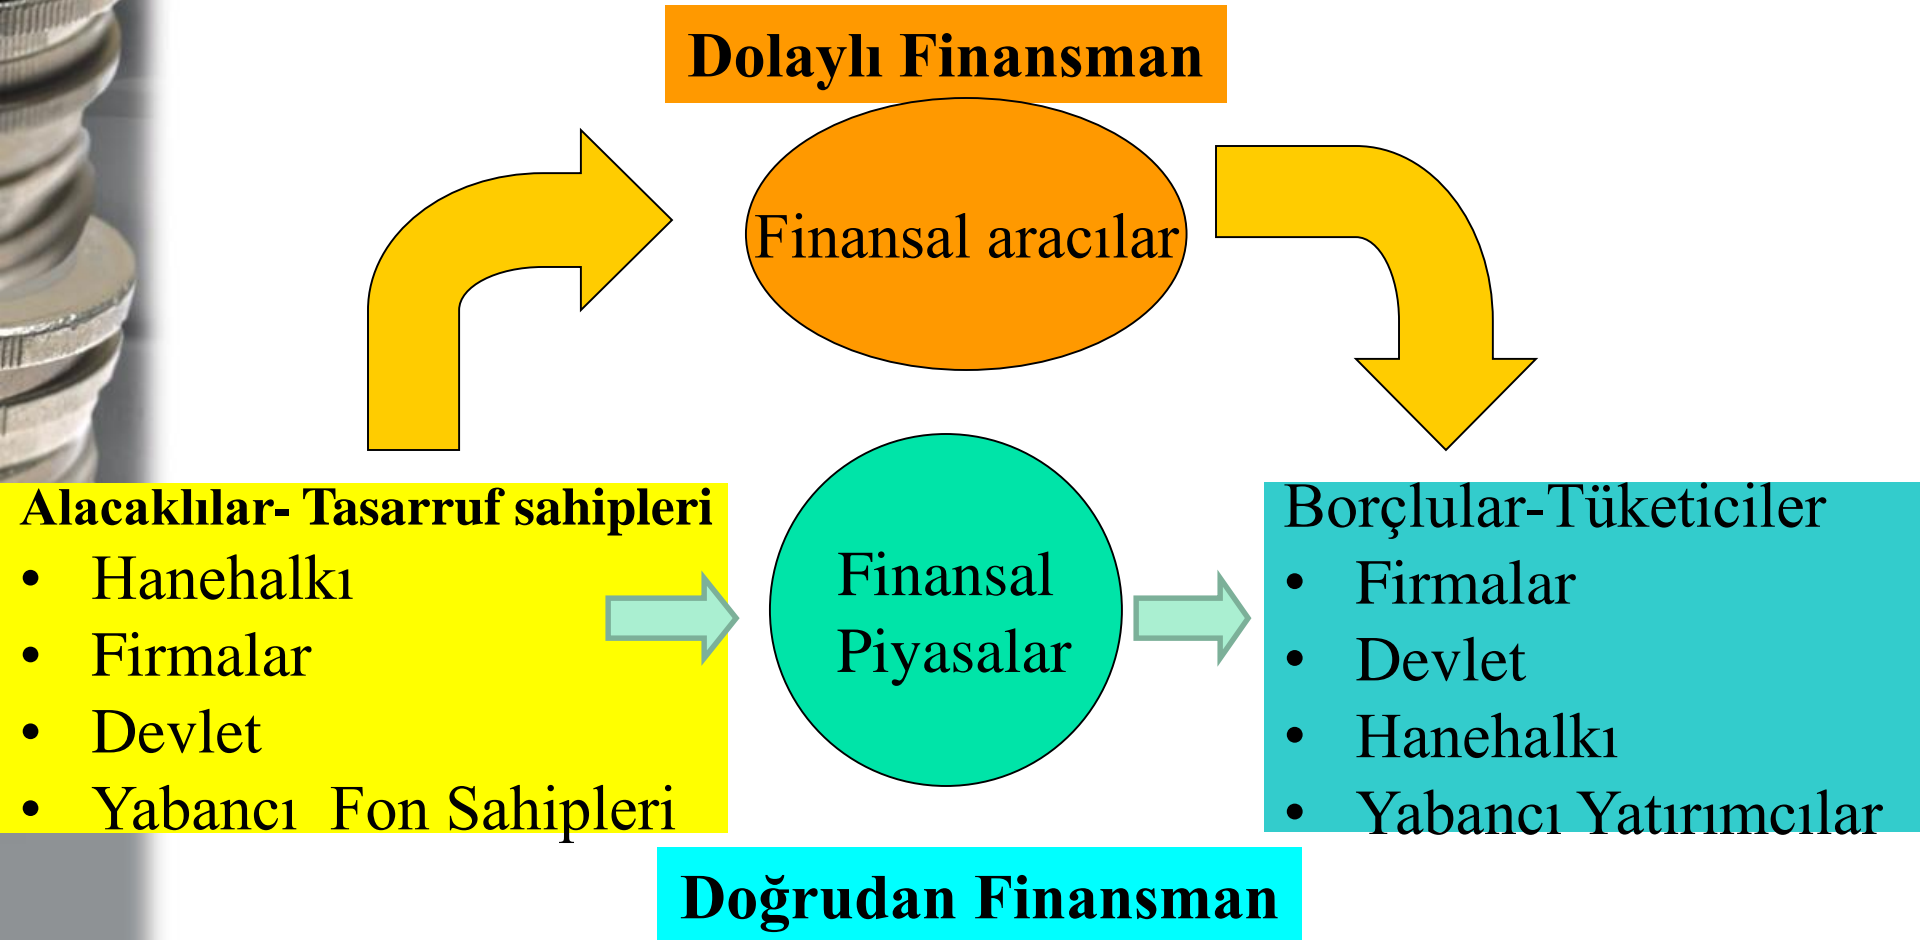 Dolaylı Finansman
Finansal aracılar
Alacaklılar- Tasarruf sahipleri
• Hanehalkı
• Firmalar
• Devlet
• Yabancı Fon Sahipleri
Finansal
Piyasalar
Borçlular-Tüketiciler
• Firmalar
• Devlet
• Hanehalkı
• Yabancı Yatırımcılar
Doğrudan Finansman